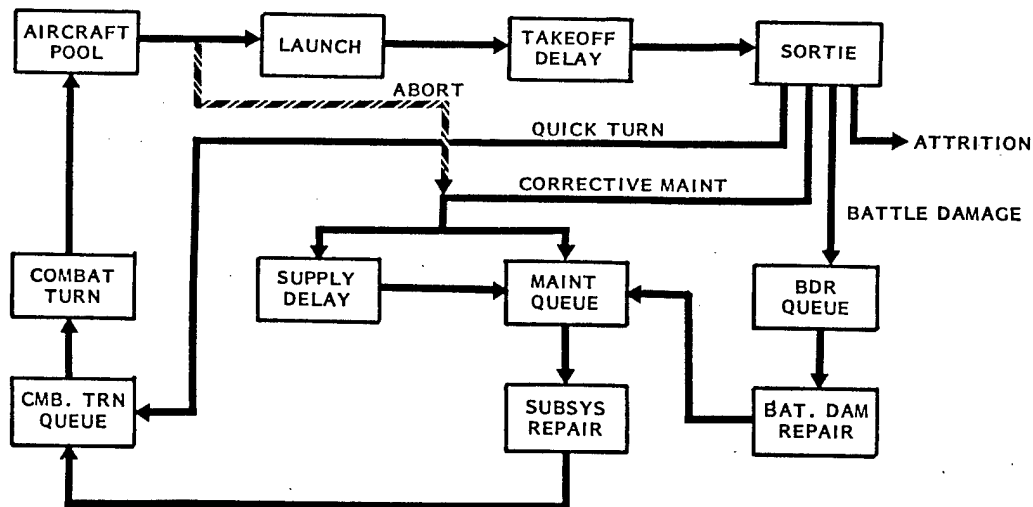 AIRCRAFT
POOL
LAUNCH
TAKEOFF
DELAY
SORTIE
ABORT
QUICK TURN
ATTRITION
CORRECTIVE MAINT
BATTLE DAMAGE
COMBAT
TURN
SUPPLY
DELAY
MAINT
QUEUE
BDR
QUEUE
CMB. TRN
QUEUE
SUBSYS
REPAIR
BAT. DAM
REPAIR